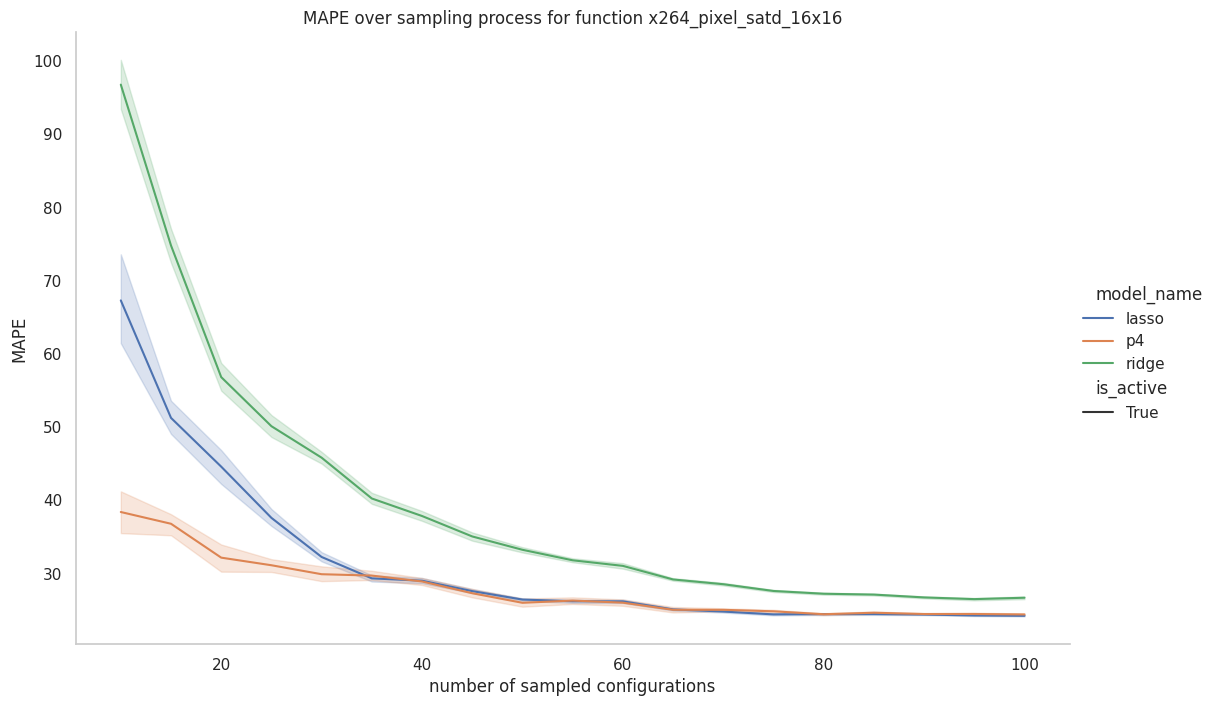 MAPE over sampling process for function x264_pixel_satd_16x16
100
90
80
70
60
50
40
30
MAPE
20
40
60
80
100
number of sampled configurations
model_name
lasso
p4
ridge
is_active
True